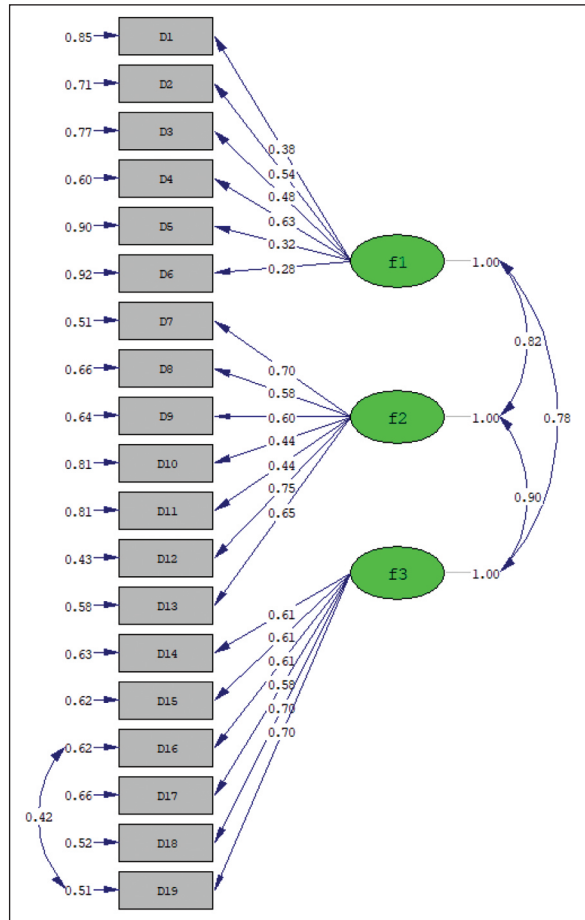 0.85 D1
0.71 D2
0.77 D3
0.38
0.54
0.60 D4
0.48
0.63
0.90 D5
0.32
0.92 D6
0.28
f1 1.00
0.51 D7
0.82
0.66 D8
0.70
0.58
0.64 D9
0.60
f2 1.00
0.78
0.81 D10
0.44
0.44
0.75
0.90
0.81 D11
0.65
0.43 D12
f3 1.00
0.58 D13
0.61
0.63 D14
0.61
0.61
0.58
0.62 D15
0.70
0.70
0.62 D16
0.66 D17
0.42
0.52 D18
0.51 D19